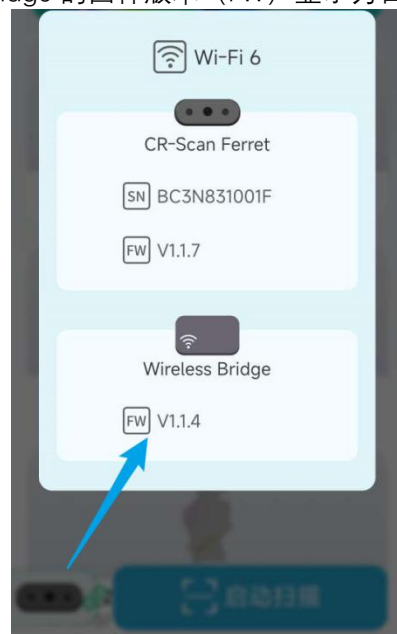 Wi-Fi 6
CR-Scan Ferret
SN BC3N831001F
FW V1.1.7
Wireless Bridge
FW V1.1.4
启动扫描